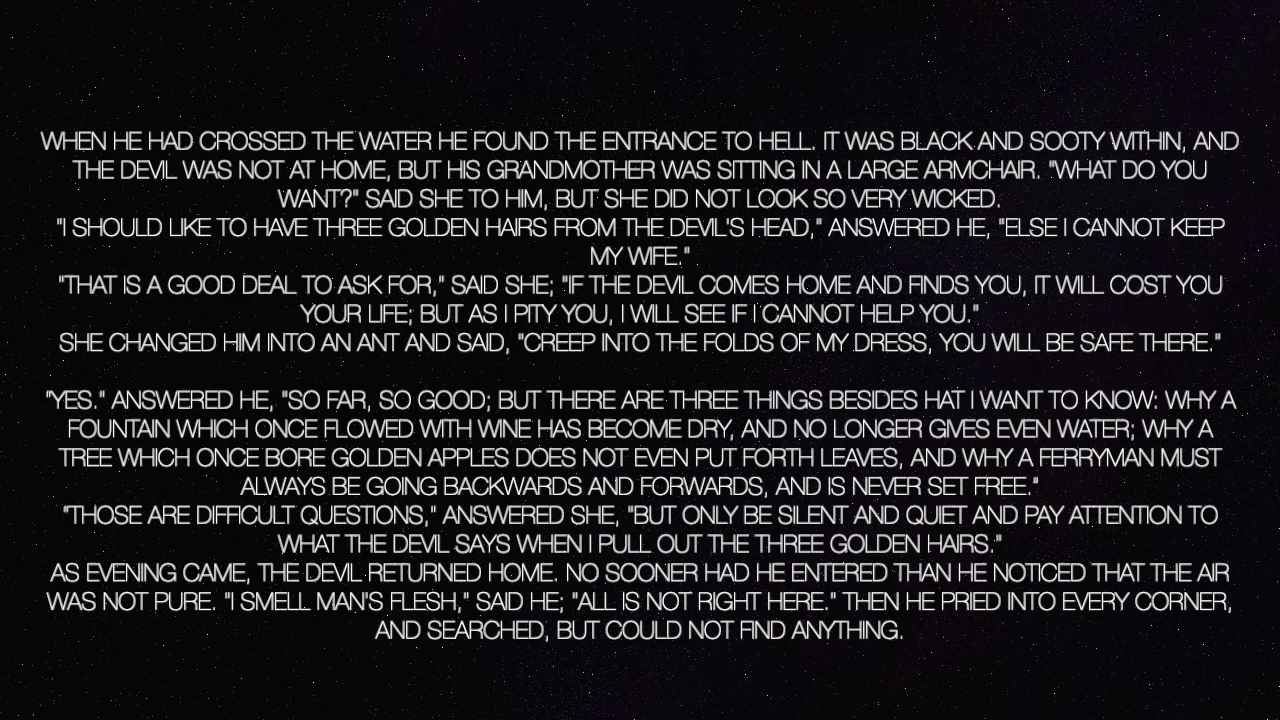 WHEN HE HAD CROSSED THE WATER HE FOUND THE ENTRANCE TO HELL. IT WAS BLACK AND SOOTY WITHIN, AND
THE DEVIL WAS NOT AT HOME, BUT HIS GRANDMOTHER WAS SITTING IN A LARGE ARMCHAIR. "WHAT DO YOU
WANT?" SAID SHE TO HIM, BUT SHE DID NOT LOOK SO VERY WICKED.
"I SHOULD LIKE TO HAVE THREE GOLDEN HAIRS FROM THE DEVIL'S HEAD," ANSWERED HE, "ELSE I CANNOT KEEP
MY WIFE."
"THAT IS A GOOD DEAL TO ASK FOR," SAID SHE; "IF THE DEVIL COMES HOME AND FINDS YOU, IT WILL COST YOU
YOUR LIFE; BUT AS I PITY YOU, I WILL SEE IF I CANNOT HELP YOU."
SHE CHANGED HIM INTO AN ANT AND SAID, "CREEP INTO THE FOLDS OF MY DRESS, YOU WILL BE SAFE THERE."
"YES." ANSWERED HE, "SO FAR, SO GOOD; BUT THERE ARE THREE THINGS BESIDES HAT I WANT TO KNOW: WHY A
FOUNTAIN WHICH ONCE FLOWED WITH WINE HAS BECOME DRY, AND NO LONGER GIVES EVEN WATER; WHY A
TREE WHICH ONCE BORE GOLDEN APPLES DOES NOT EVEN PUT FORTH LEAVES, AND WHY A FERRYMAN MUST
ALWAYS BE GOING BACKWARDS AND FORWARDS, AND IS NEVER SET FREE."
"THOSE ARE DIFFICULT QUESTIONS," ANSWERED SHE, "BUT ONLY BE SILENT AND QUIET AND PAY ATTENTION TO
WHAT THE DEVIL SAYS WHEN I PULL OUT THE THREE GOLDEN HAIRS."
AS EVENING CAME, THE DEVIL RETURNED HOME. NO SOONER HAD HE ENTERED THAN HE NOTICED THAT THE AIR
WAS NOT PURE. "I SMELL MAN'S FLESH," SAID HE; "ALL IS NOT RIGHT HERE." THEN HE PRIED INTO EVERY CORNER,
AND SEARCHED, BUT COULD NOT FIND ANYTHING.